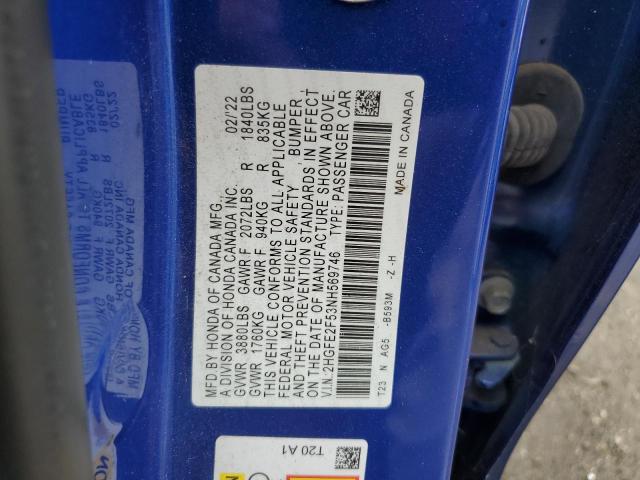 MFD.BY HONDA OF CANADA MFG.,
A DIVISION OF HONDA CANADA INC. 02/'22
GVWR 3880LBS GAWR F 2072LBS R 1840LBS
GVWR 1760KG GAWR F 940KG R 835KG
THIS VEHICLE CONFORMS TO ALL APPLICABLE
FEDERAL MOTOR VEHICLE SAFETY, BUMPER,
AND THEFT PREVENTION STANDARDS IN EFFECT
ON THE DATE OF MANUFACTURE SHOWN ABOVE.
V.I.N.:2HGFE2F53NH569746 TYPE: PASSENGER CAR
T23 N AG5 -B593M -Z -H
MADE IN CANADA
T20 A1